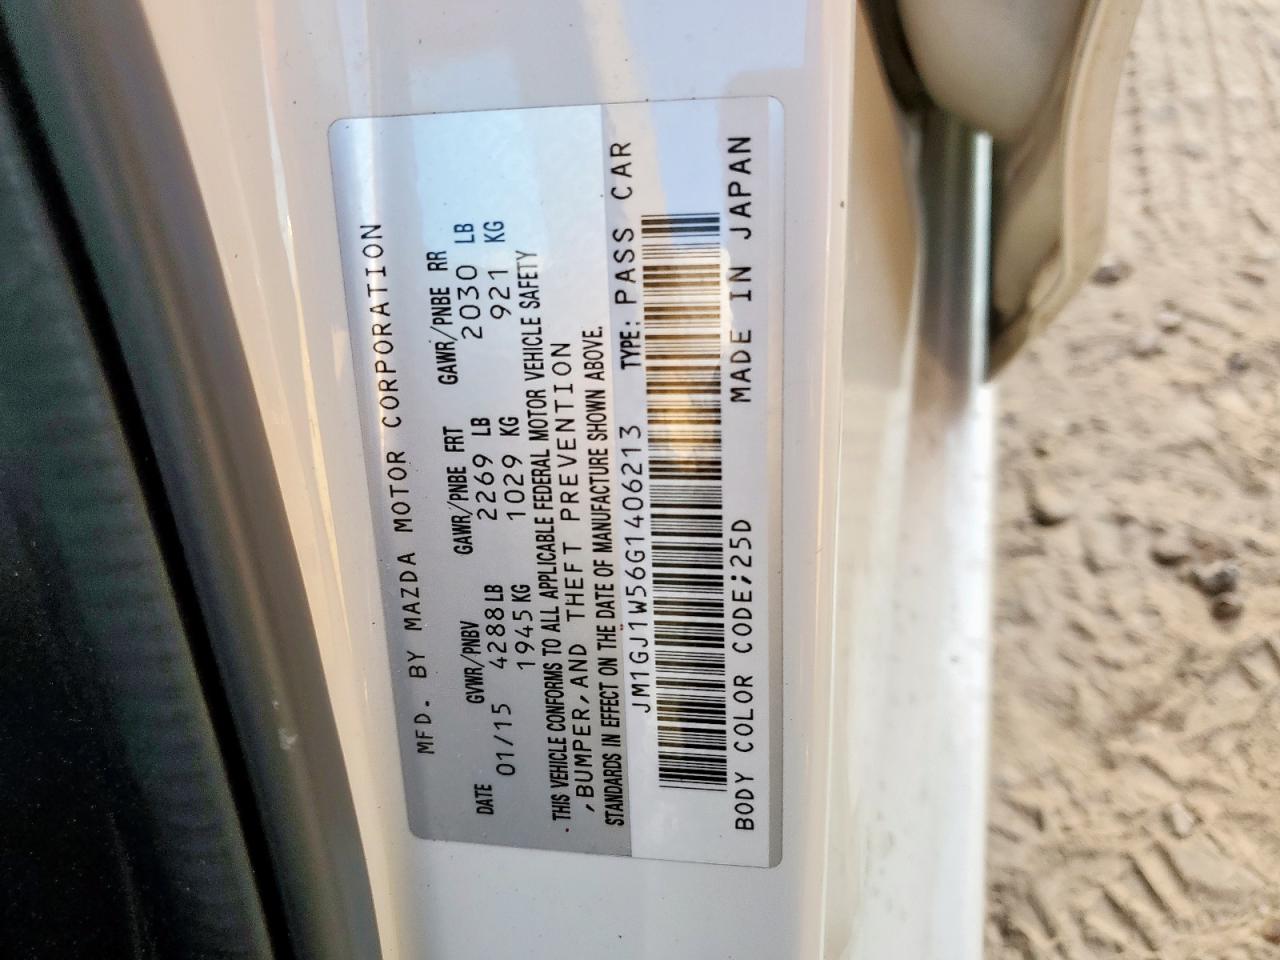 MFD. BY MAZDA MOTOR CORPORATION
DATE GVWR/PNBV GAWR/PNBE FRT GAWR/PNBE RR
01/15 4288 LB 2269 LB 2030 LB
1945 KG 1029 KG 921 KG
THIS VEHICLE CONFORMS TO ALL APPLICABLE FEDERAL MOTOR VEHICLE SAFETY
,BUMPER,AND THEFT PREVENTION
STANDARDS IN EFFECT ON THE DATE OF MANUFACTURE SHOWN ABOVE.
JM1GJ1W56G1406213 TYPE: PASS CAR
BODY COLOR CODE;25D MADE IN JAPAN